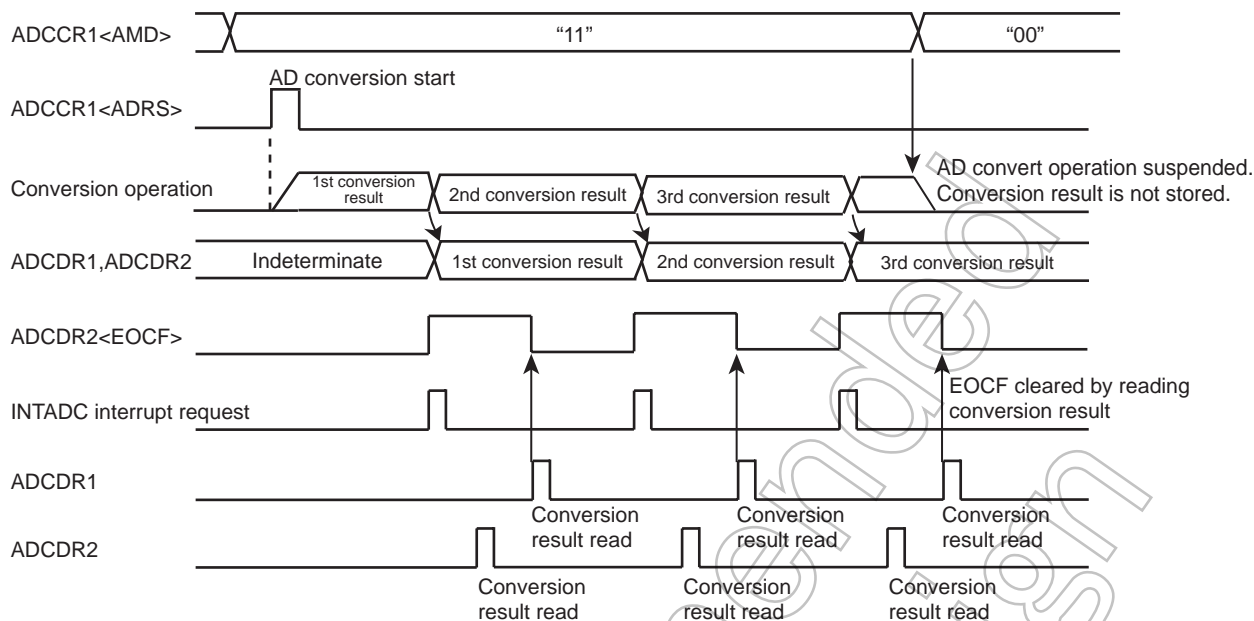 ADCCR1<AMD>
“11”
“00”
AD conversion start
ADCCR1<ADRS>
AD convert operation suspended.
Conversion result is not stored.
Conversion operation
1st conversion
result
2nd conversion result
3rd conversion result
ADCDR1,ADCDR2
Indeterminate
1st conversion result
2nd conversion result
3rd conversion result
ADCDR2<EOCF>
EOCF cleared by reading
conversion result
INTADC interrupt request
ADCDR1
Conversion
result read
Conversion
result read
Conversion
result read
ADCDR2
Conversion
result read
Conversion
result read
Conversion
result read